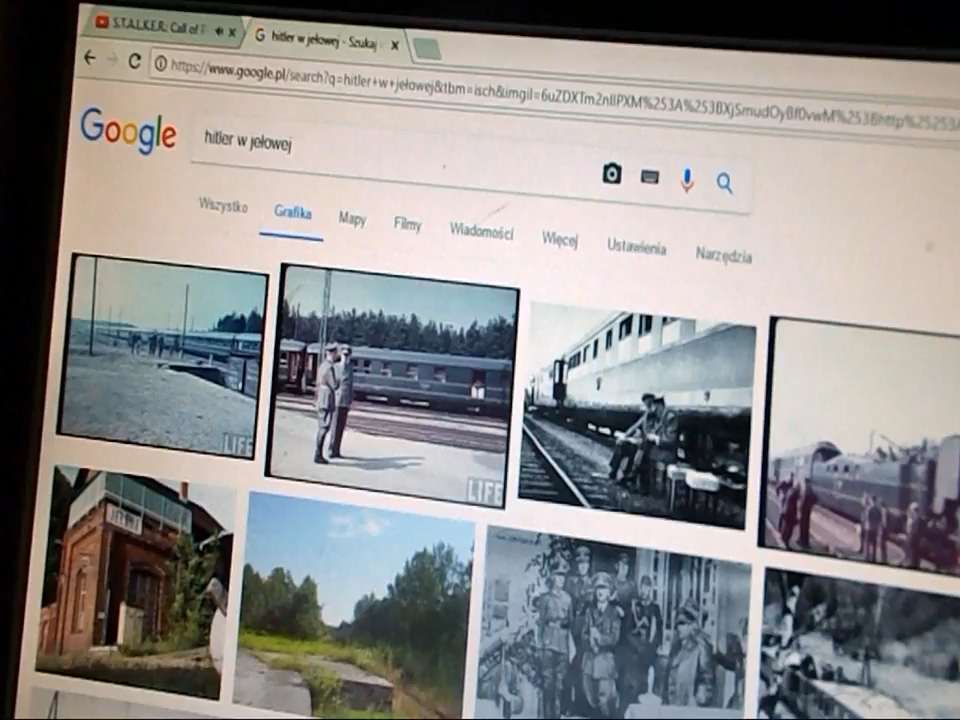 S.T.A.L.K.E.R.: Call of P
hitler w jełowej - Szukaj
https://www.google.pl/search?q=hitler+w+jełowej&tbm=isch&imgil=6uZDXTm2nIIPXM%253A%253BXjSmudOyBf0vwM%253Bhttp%25253A
Google
hitler w jełowej
Wszystko Grafika Mapy Filmy Wiadomości Więcej Ustawienia Narzędzia
LIFE
LIFE